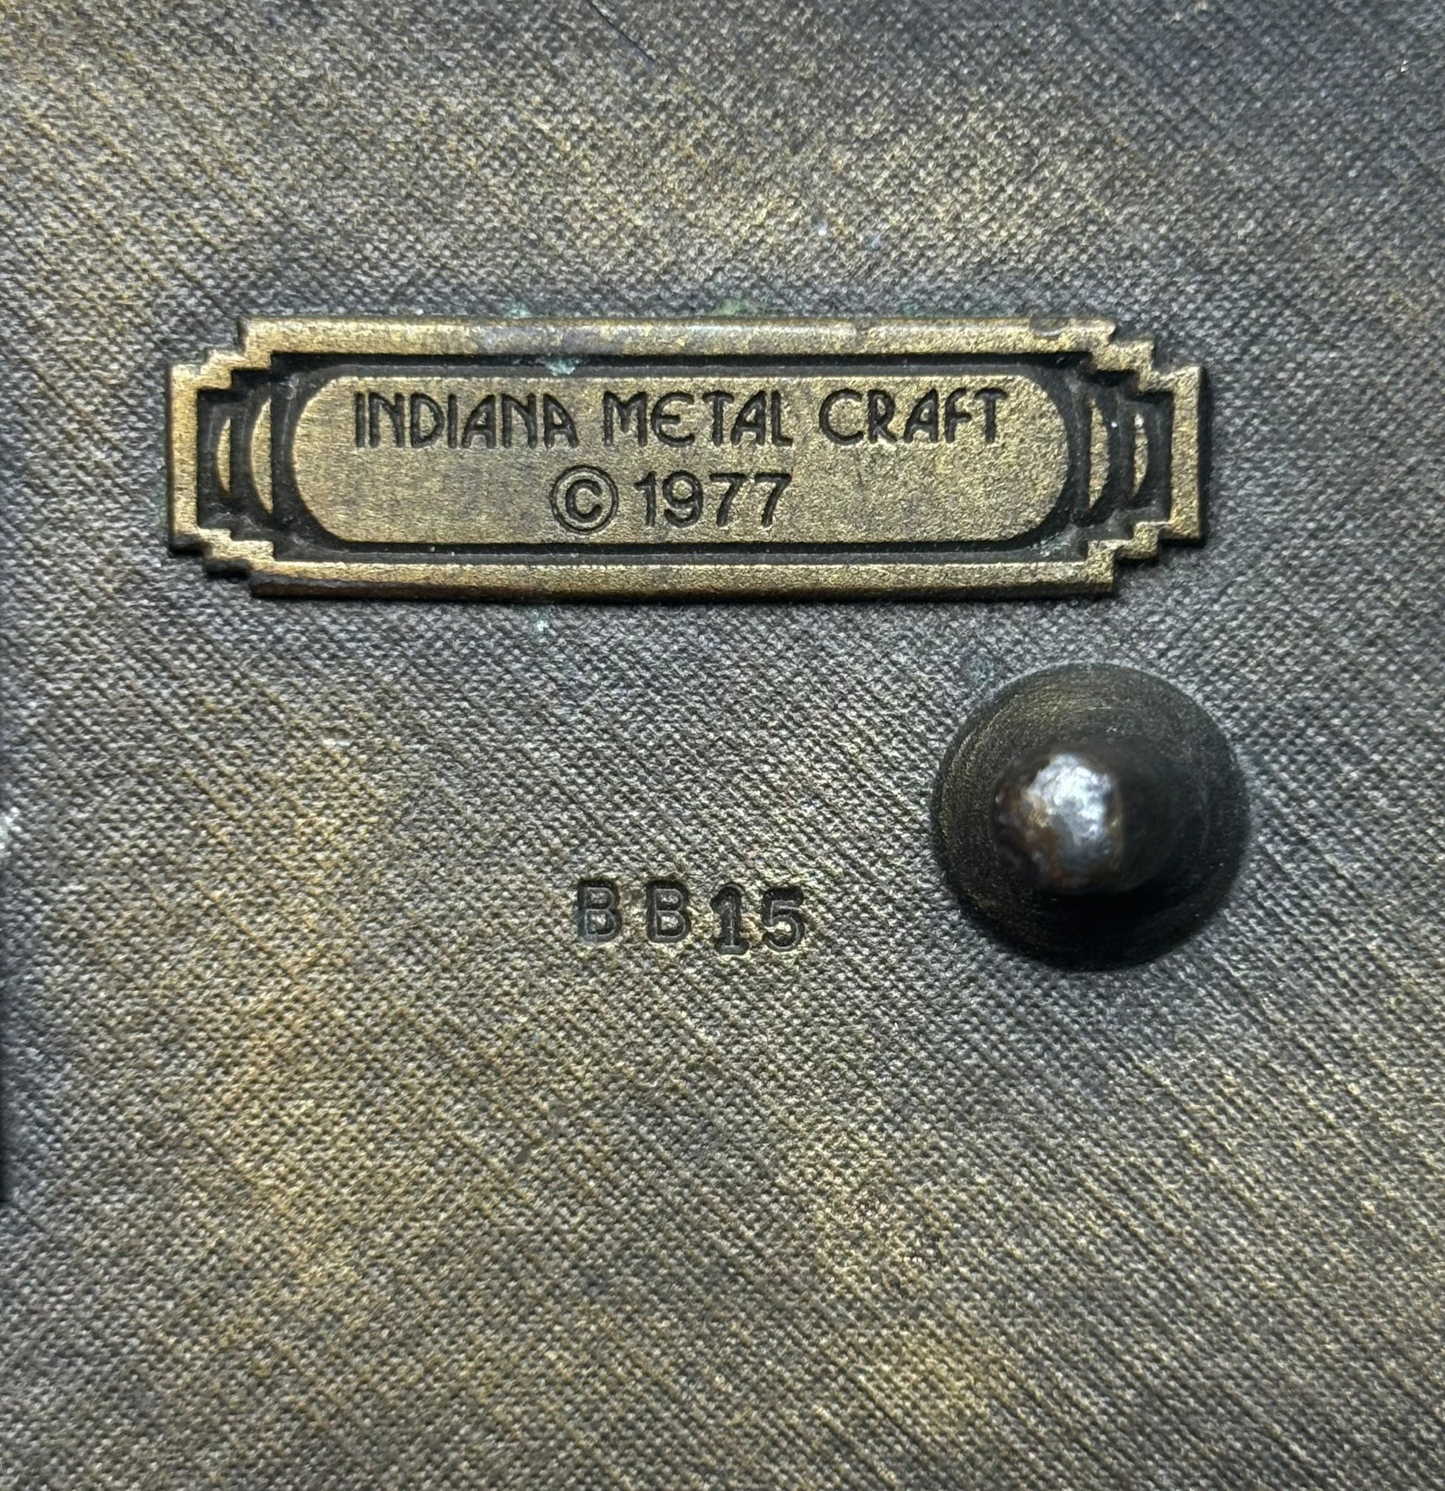 INDIANA METAL CRAFT
©1977
BB15